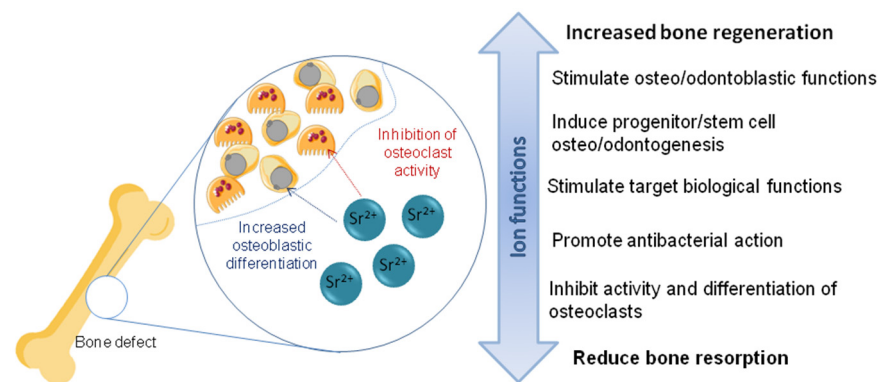 Inhibition of
osteoclast
activity
Sr2+
Sr2+
Sr2+
Sr2+
Increased
osteoblastic
differentiation
Bone defect
Ion functions
Increased bone regeneration
Stimulate osteo/odontoblastic functions
Induce progenitor/stem cell
osteo/odontogenesis
Stimulate target biological functions
Promote antibacterial action
Inhibit activity and differentiation of
osteoclasts
Reduce bone resorption